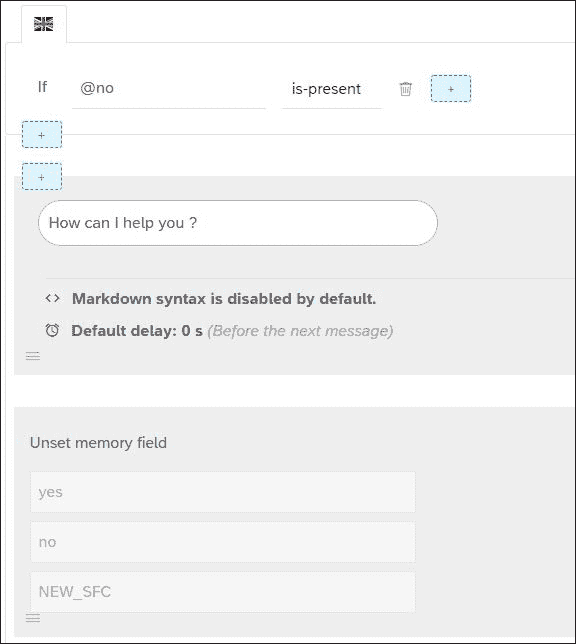 If @no is-present +
+
+
How can I help you ?
<> Markdown syntax is disabled by default.
Default delay: 0 s (Before the next message)
Unset memory field
yes
no
NEW_SFC